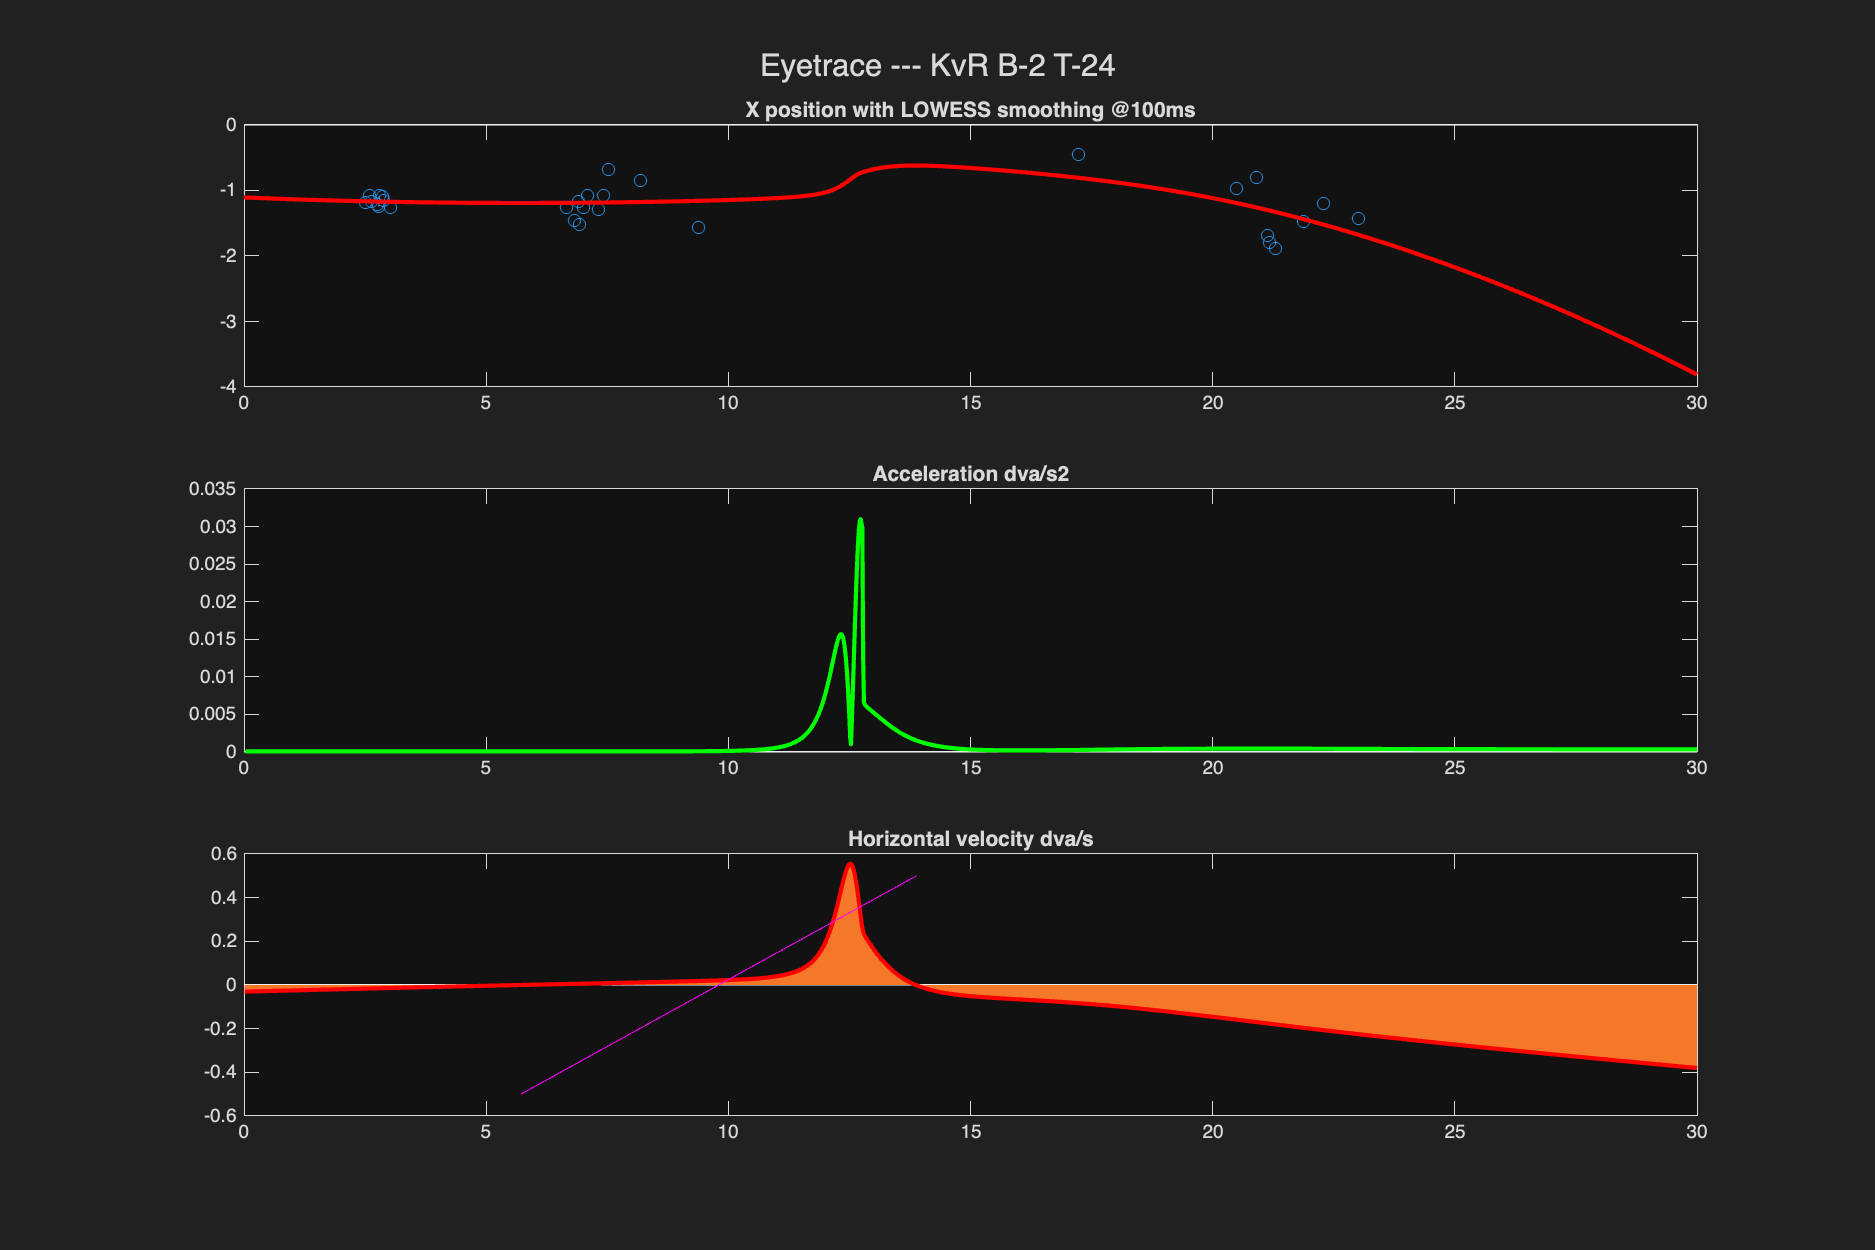 Eyetrace --- KvR B-2 T-24
X position with LOWESS smoothing @100ms
0
-1
-2
-3
-4
0 5 10 15 20 25 30
Acceleration dva/s2
0.035
0.03
0.025
0.02
0.015
0.01
0.005
0
0 5 10 15 20 25 30
Horizontal velocity dva/s
0.6
0.4
0.2
0
-0.2
-0.4
-0.6
0 5 10 15 20 25 30